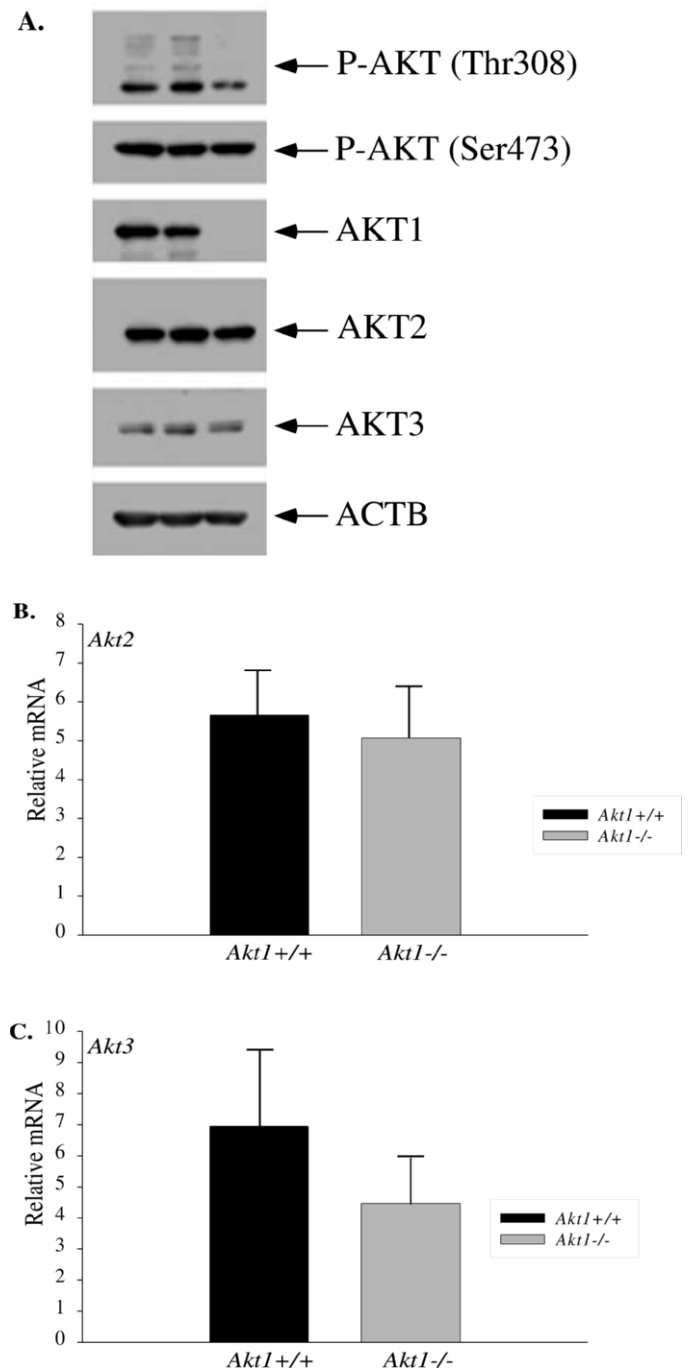 A.
P-AKT (Thr308)
P-AKT (Ser473)
AKT1
AKT2
AKT3
ACTB
B.
Akt2
Relative mRNA
8
7
6
5
4
3
2
1
0
Akt1+/+
Akt1-/-
Akt1+/+
Akt1-/-
C.
Akt3
Relative mRNA
10
9
8
7
6
5
4
3
2
1
0
Akt1+/+
Akt1-/-
Akt1+/+
Akt1-/-